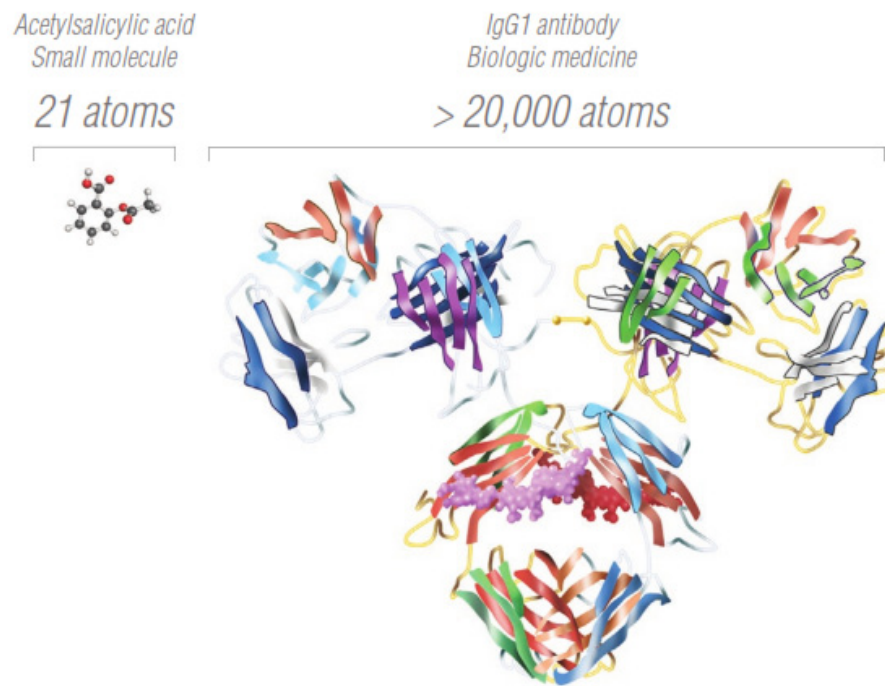 Acetylsalicylic acid
Small molecule
21 atoms
IgG1 antibody
Biologic medicine
> 20,000 atoms